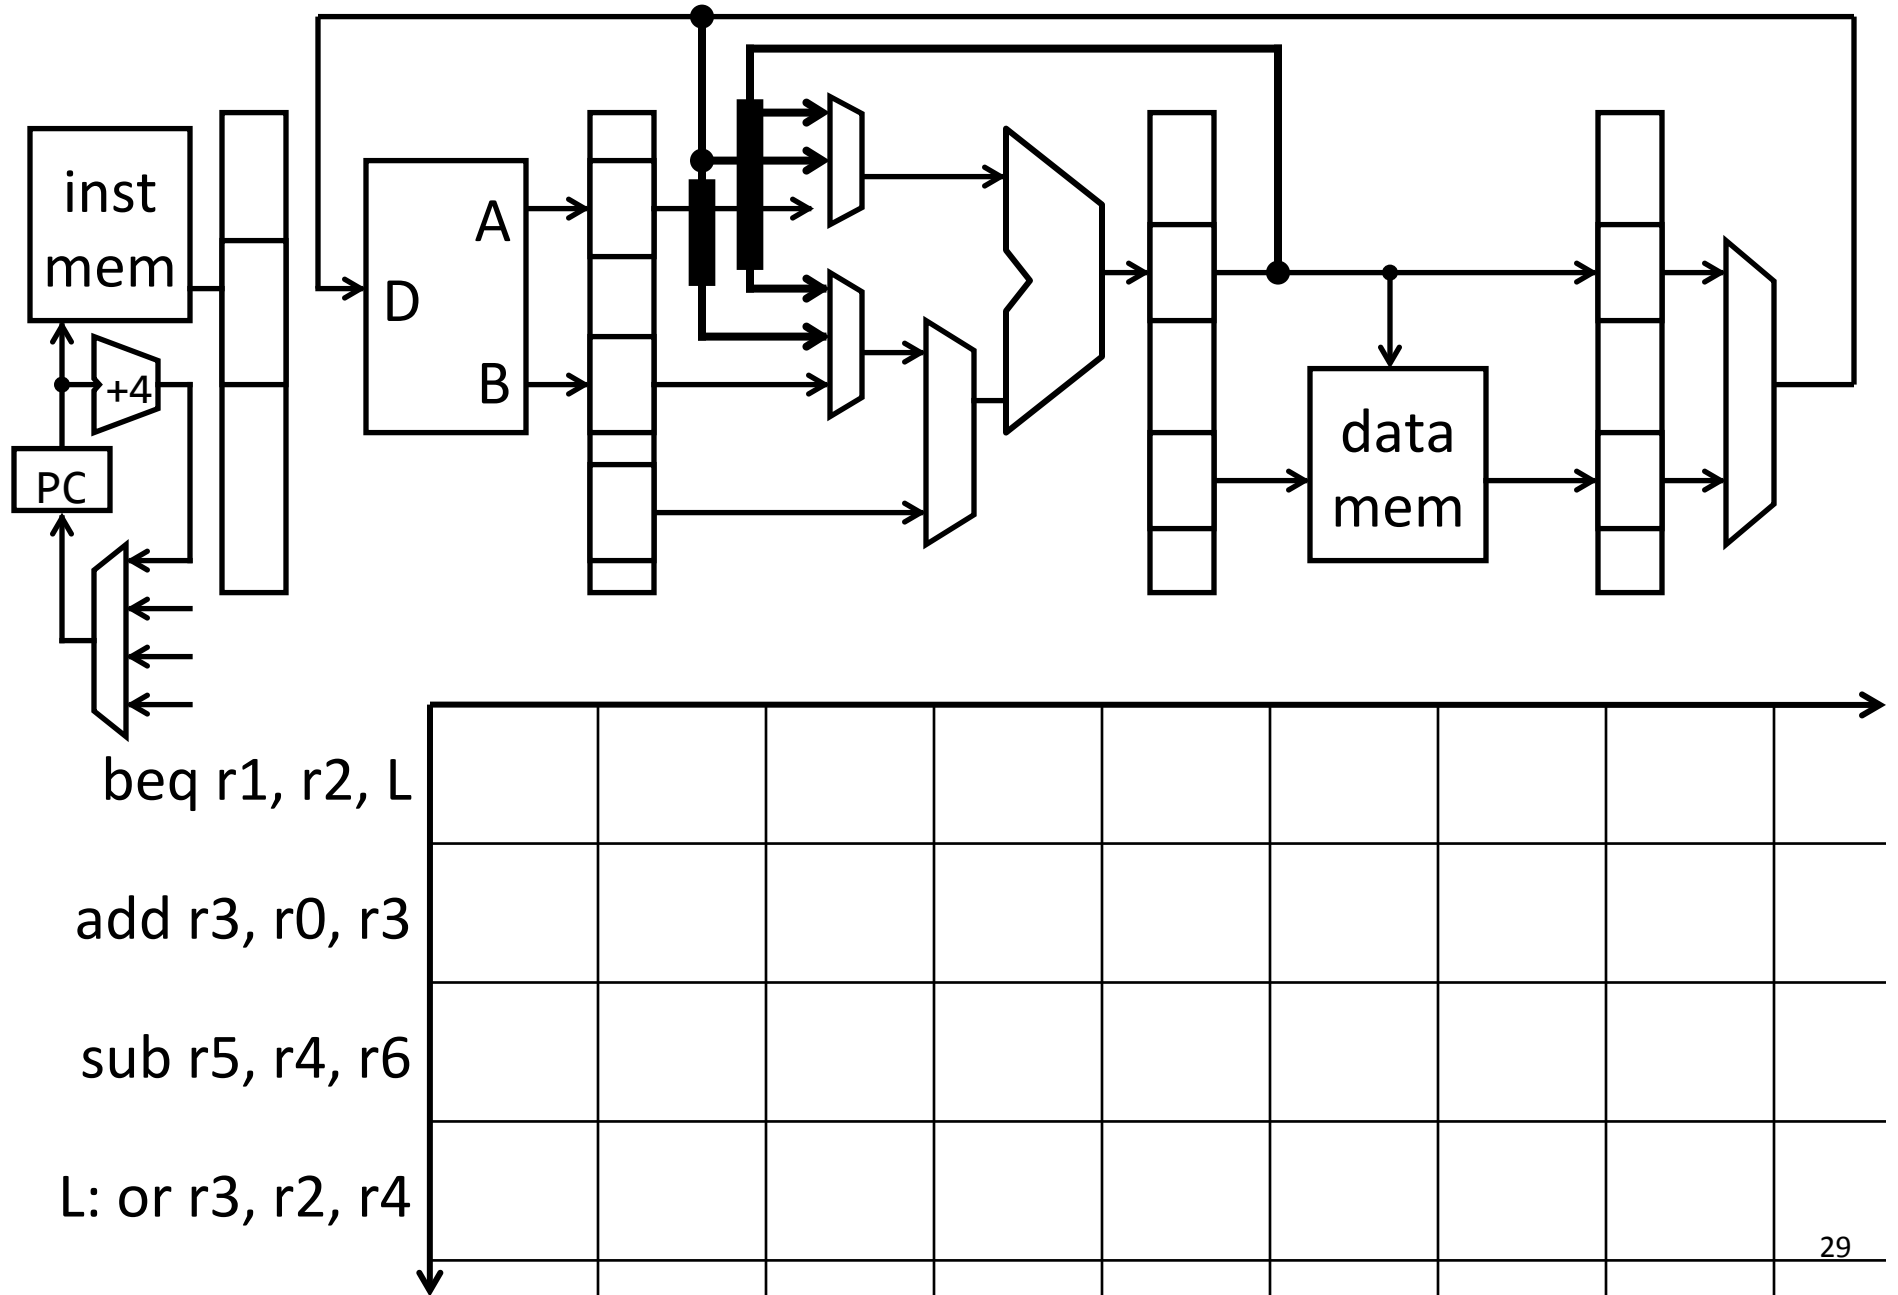 inst
mem
+4
PC
A
D
B
data
mem
beq r1, r2, L
add r3, r0, r3
sub r5, r4, r6
L: or r3, r2, r4
29